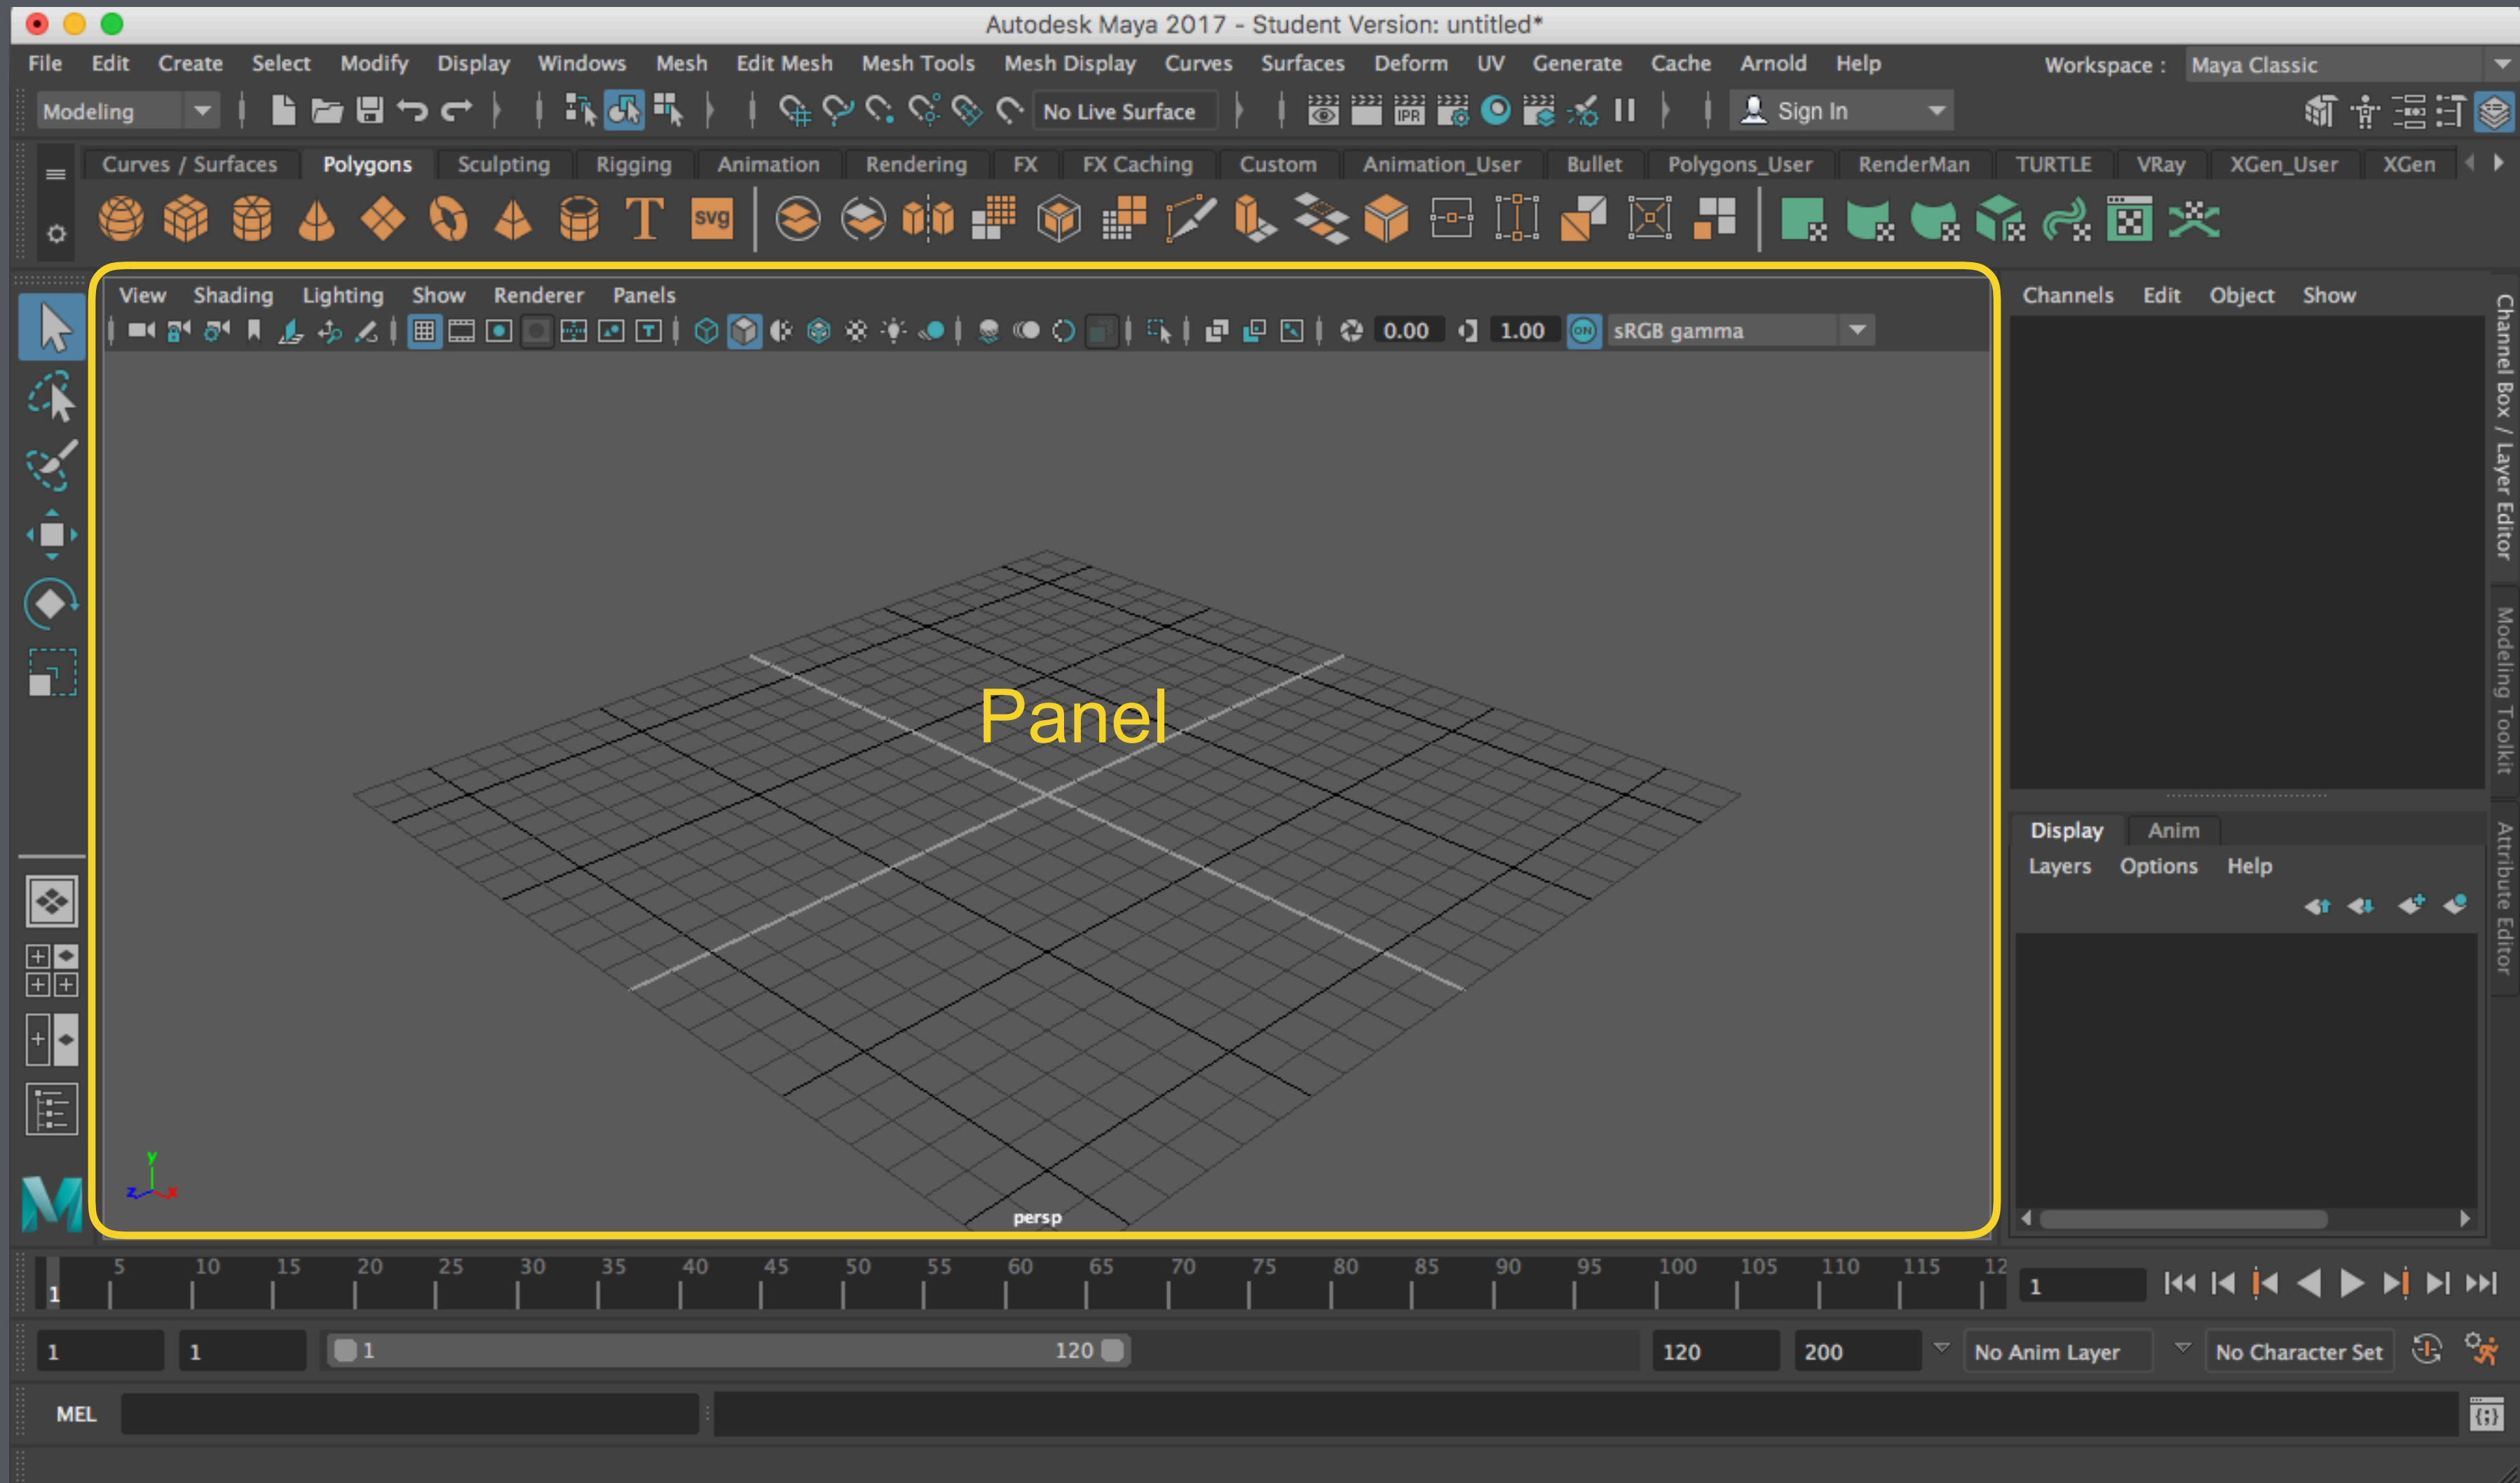 Autodesk Maya 2017 - Student Version: untitled*
File Edit Create Select Modify Display Windows Mesh Edit Mesh Mesh Tools Mesh Display Curves Surfaces Deform UV Generate Cache Arnold Help Workspace : Maya Classic
Modeling No Live Surface IPR Sign In
Curves / Surfaces Polygons Sculpting Rigging Animation Rendering FX FX Caching Custom Animation_User Bullet Polygons_User RenderMan TURTLE VRay XGen_User XGen
T svg
View Shading Lighting Show Renderer Panels
0.00 1.00 ON sRGB gamma
Channels Edit Object Show
Channel Box / Layer Editor
Modeling Toolkit
Attribute Editor
Panel
Display Anim
Layers Options Help
y
z x
persp
5 10 15 20 25 30 35 40 45 50 55 60 65 70 75 80 85 90 95 100 105 110 115 12
1 1
1 1 1 120 120 200 No Anim Layer No Character Set
MEL {;}